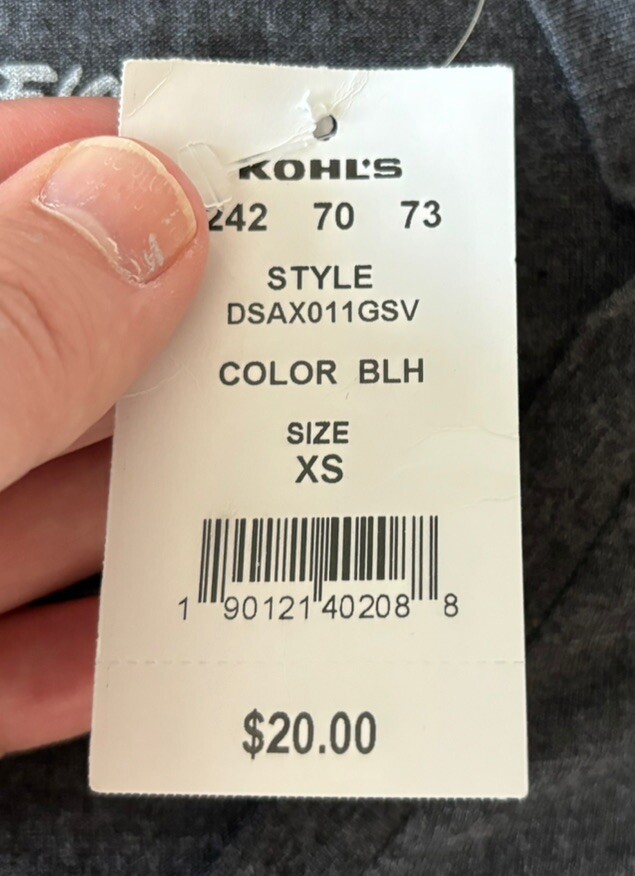 KOHL'S
242 70 73
STYLE
DSAX011GSV
COLOR BLH
SIZE
XS
1 90121 40208 8
$20.00